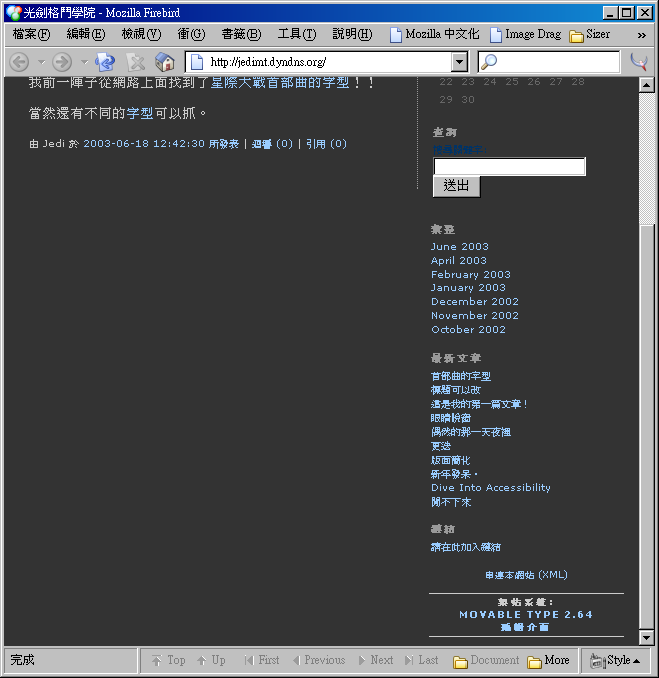 光劍格鬥學院 - Mozilla Firebird
檔案(F) 編輯(E) 檢視(V) 衝(G) 書籤(B) 工具(T) 說明(H) Mozilla 中文化 Image Drag Sizer »
http://jedimt.dyndns.org/
我前一陣子從網路上面找到了星際大戰首部曲的字型！！
當然還有不同的字型可以抓。
由 Jedi 於 2003-06-18 12:42:30 所發表 | 迴響 (0) | 引用 (0)
22 23 24 25 26 27 28
29 30
查詢
送出
彙整
June 2003
April 2003
February 2003
January 2003
December 2002
November 2002
October 2002
最新文章
首部曲的字型
標題可以改
這是我的第一篇文章！
眼睛脫窗
偶然的那一天夜裡
更迭
版面簡化
新年發呆。
Dive Into Accessibility
閒不下來
鏈結
請在此加入鏈結
串連本網站 (XML)
架站系統：
MOVABLE TYPE 2.64
編輯介面
完成 Top Up First Previous Next Last Document More Style